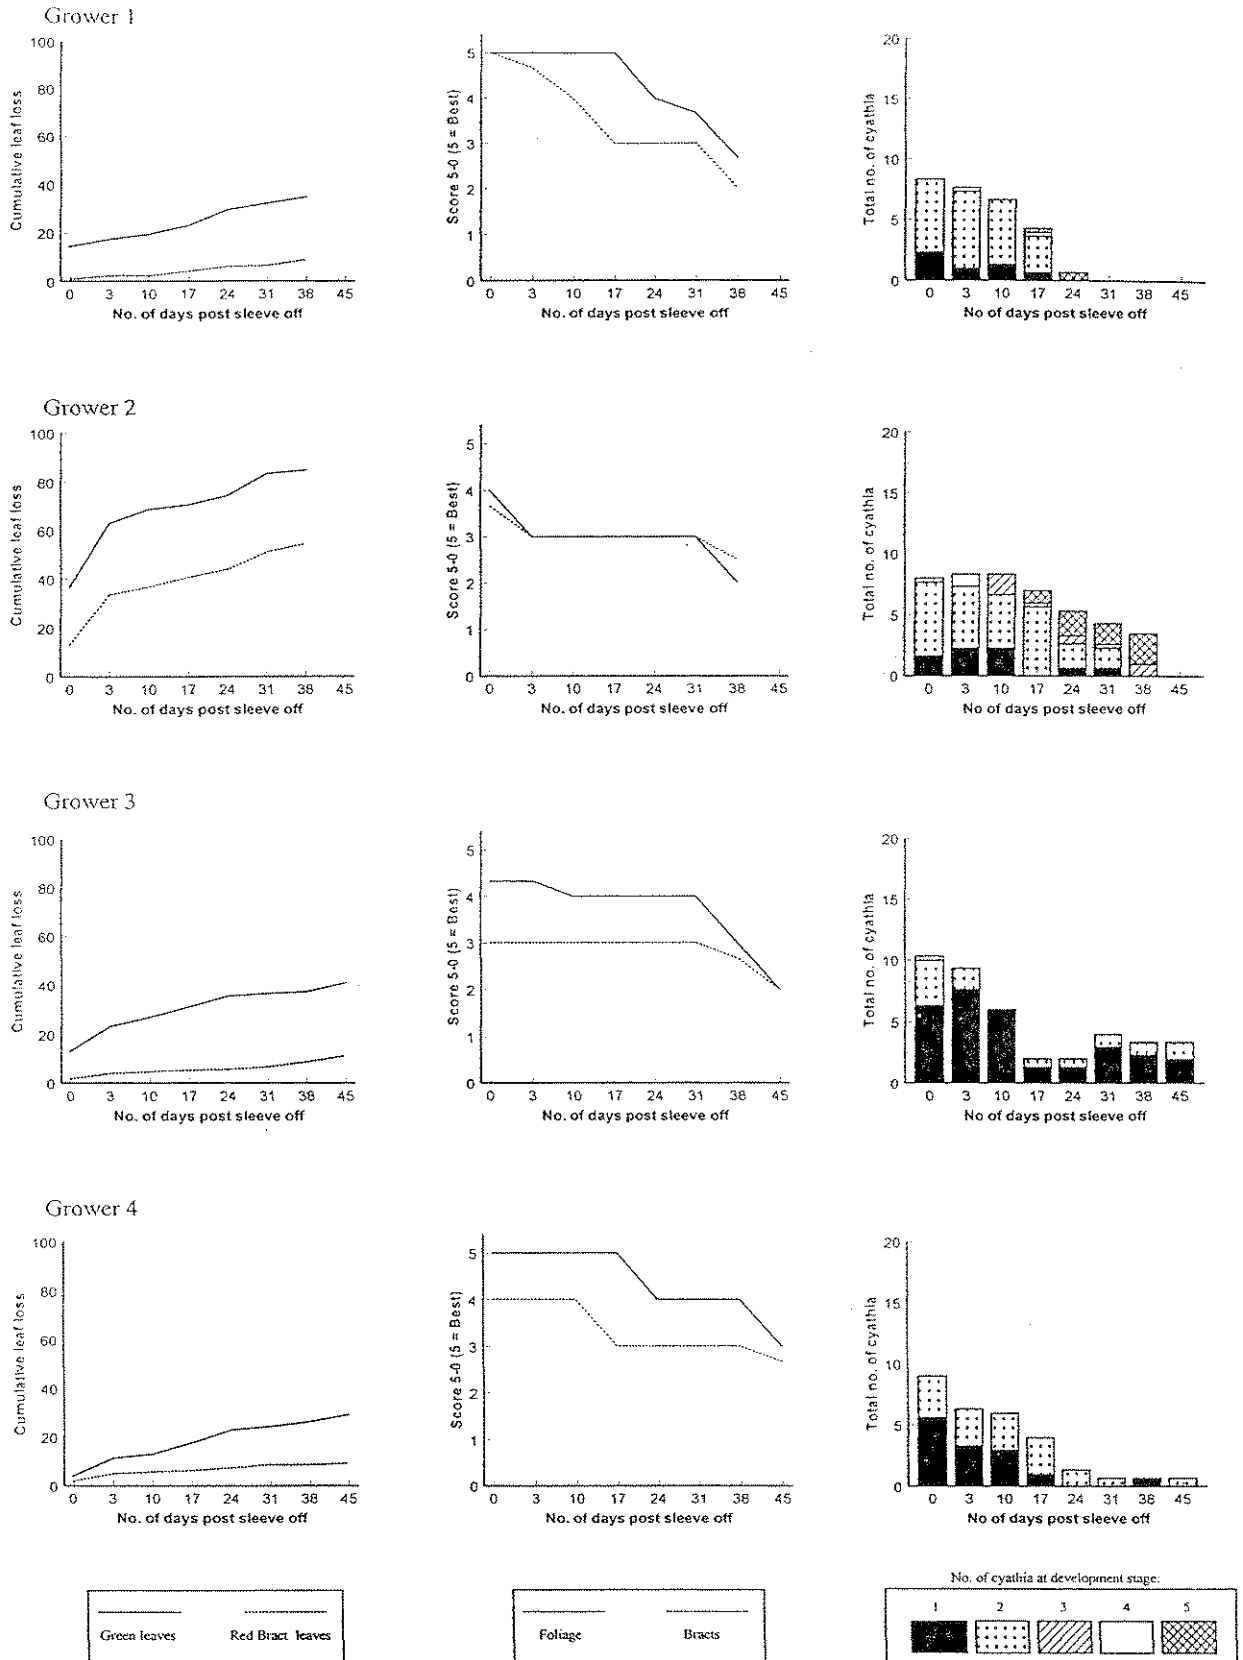 Grower 1
100
80
60
40
20
0
Cumulative leaf loss
0 3 10 17 24 31 38 45
No. of days post sleeve off
5
4
3
2
1
0
Score 5-0 (5 = Best)
0 3 10 17 24 31 38 45
No. of days post sleeve off
20
15
10
5
0
Total no. of cyathia
0 3 10 17 24 31 38 45
No of days post sleeve off
Grower 2
100
80
60
40
20
0
Cumulative leaf loss
0 3 10 17 24 31 38 45
No. of days post sleeve off
5
4
3
2
1
0
Score 5-0 (5 = Best)
0 3 10 17 24 31 38 45
No. of days post sleeve off
20
15
10
5
0
Total no. of cyathia
0 3 10 17 24 31 38 45
No of days post sleeve off
Grower 3
100
80
60
40
20
0
Cumulative leaf loss
0 3 10 17 24 31 38 45
No. of days post sleeve off
5
4
3
2
1
0
Score 5-0 (5 = Best)
0 3 10 17 24 31 38 45
No. of days post sleeve off
20
15
10
5
0
Total no. of cyathia
0 3 10 17 24 31 38 45
No of days post sleeve off
Grower 4
100
80
60
40
20
0
Cumulative leaf loss
0 3 10 17 24 31 38 45
No. of days post sleeve off
5
4
3
2
1
0
Score 5-0 (5 = Best)
0 3 10 17 24 31 38 45
No. of days post sleeve off
20
15
10
5
0
Total no. of cyathia
0 3 10 17 24 31 38 45
No of days post sleeve off
Green leaves Red Bract leaves
Foliage Bracts
No. of cyathia at development stage:
1 2 3 4 5